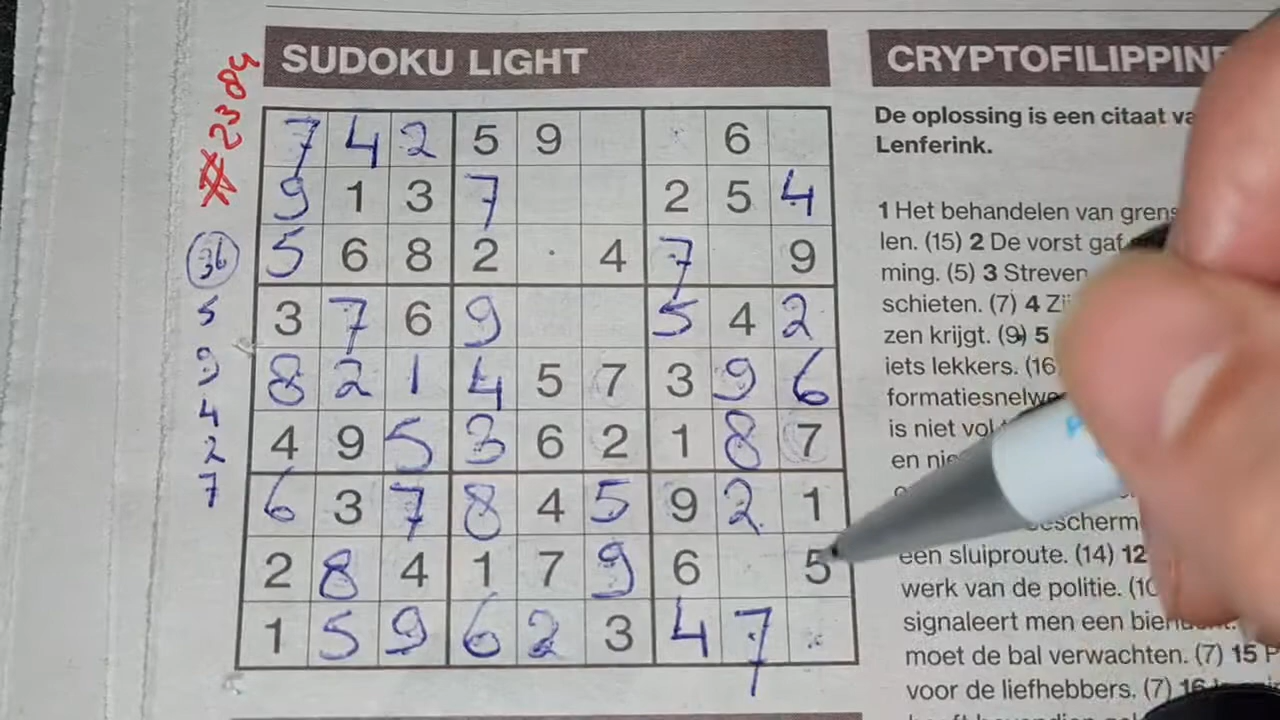 SUDOKU LIGHT
CRYPTOFILIPPINE
#2384
36
5
9
4
2
7
7 4 2 5 9 6
9 1 3 7 2 5 4
5 6 8 2 4 7 9
3 7 6 9 5 4 2
8 2 1 4 5 7 3 9 6
4 9 5 3 6 2 1 8 7
6 3 7 8 4 5 9 2 1
2 8 4 1 7 9 6 5
1 5 9 6 2 3 4 7
De oplossing is een citaat va
Lenferink.
1 Het behandelen van grens
len. (15) 2 De vorst gaf
ming. (5) 3 Streven
schieten. (7) 4 Zi
zen krijgt. (9) 5
iets lekkers. (16
formatiesnelwe
is niet vol
en nie
bescherm
een sluiproute. (14) 12
werk van de politie. (10
signaleert men een bier
moet de bal verwachten. (7) 15 P
voor de liefhebbers. (7) 16